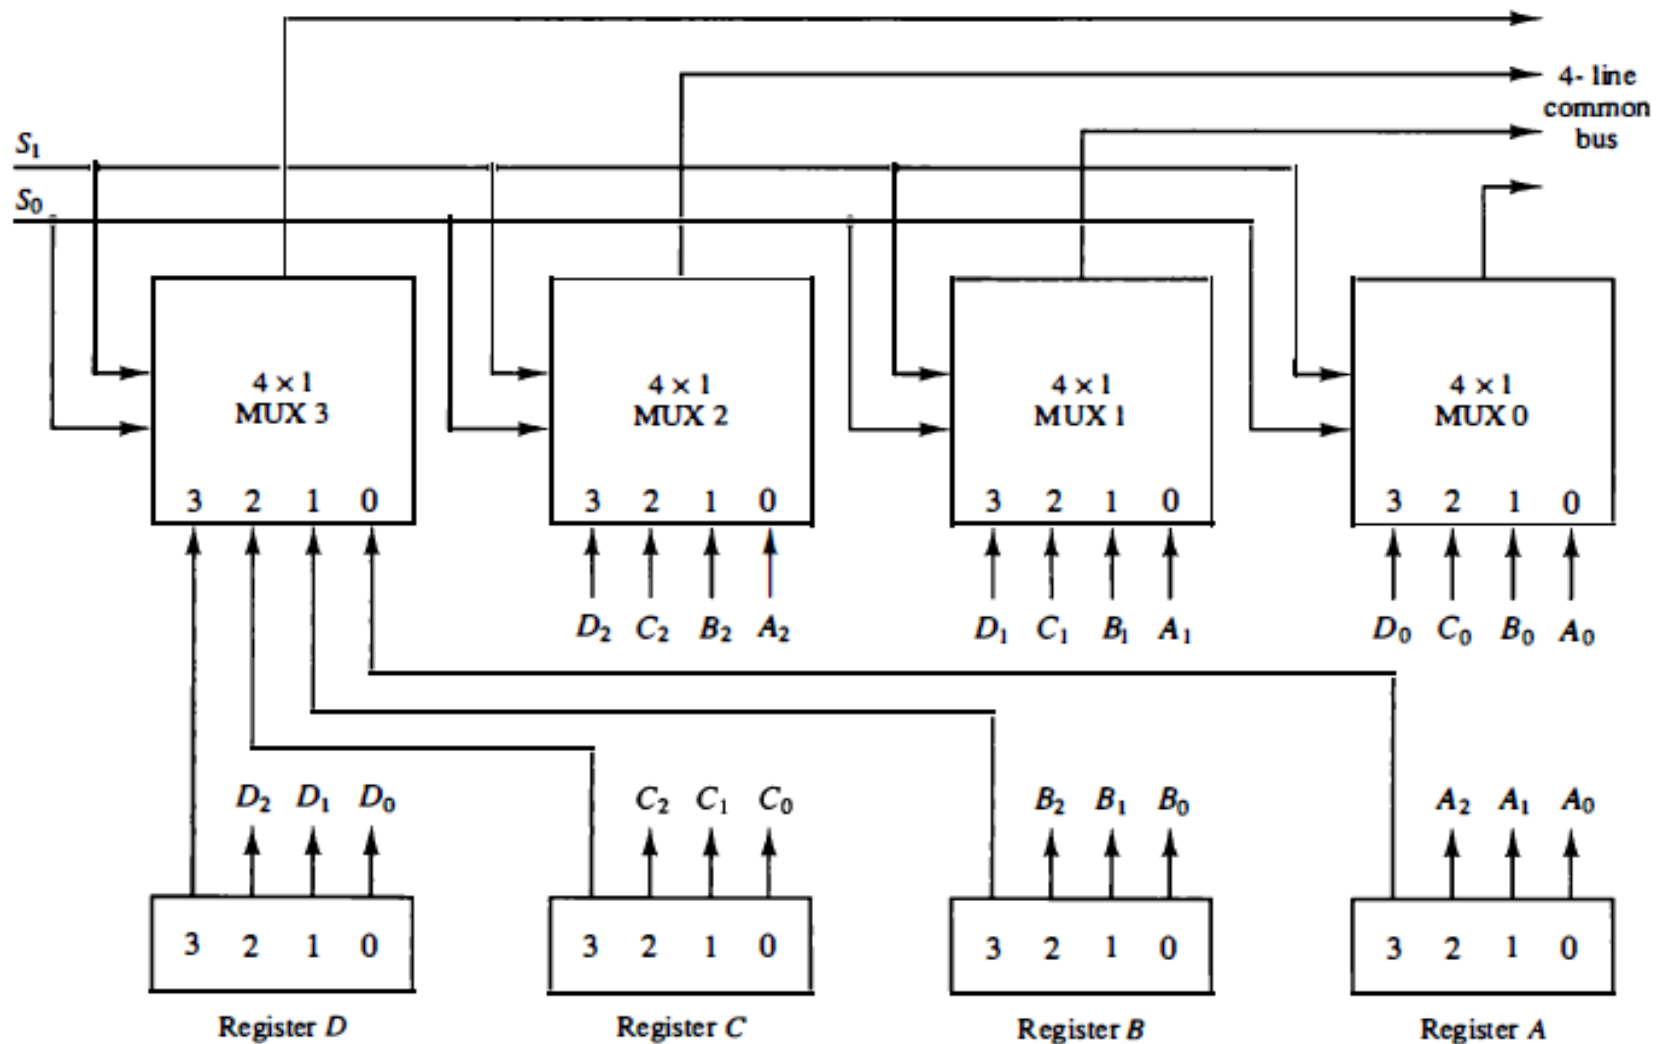 4- line
common
bus
S1
S0
4 × 1
MUX 3
3 2 1 0
4 × 1
MUX 2
3 2 1 0
4 × 1
MUX 1
3 2 1 0
4 × 1
MUX 0
3 2 1 0
D2 C2 B2 A2
D1 C1 B1 A1
D0 C0 B0 A0
D2 D1 D0
C2 C1 C0
B2 B1 B0
A2 A1 A0
3 2 1 0
3 2 1 0
3 2 1 0
3 2 1 0
Register D
Register C
Register B
Register A